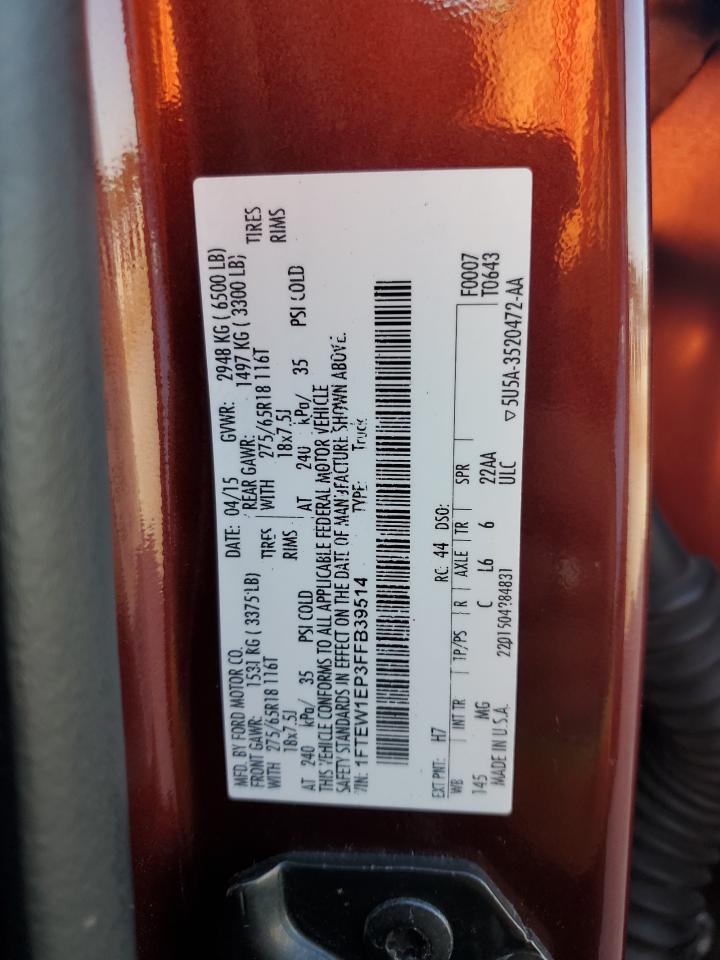 MFD. BY FORD MOTOR CO. DATE: 04/15 GVWR: 2948 KG ( 6500 LB)
FRONT GAWR: 1531 KG ( 3375 LB) REAR GAWR: 1497 KG ( 3300 LB)
WITH 275/65R18 116T TIRES WITH 275/65R18 116T TIRES
18x7.5J RIMS 18x7.5J RIMS
AT 240 kPa/ 35 PSI COLD AT 240 kPa/ 35 PSI COLD
THIS VEHICLE CONFORMS TO ALL APPLICABLE FEDERAL MOTOR VEHICLE
SAFETY STANDARDS IN EFFECT ON THE DATE OF MANUFACTURE SHOWN ABOVE.
VIN: 1FTEW1EP3FFB39514 TYPE: Truck
EXT PNT: H7 RC: 44 DSO: F0007
WB INT TR TP/PS R AXLE TR SPR T0643
145 MG C L6 6 22AA
MADE IN U.S.A. ULC ▽ 5U5A-3520472-AA